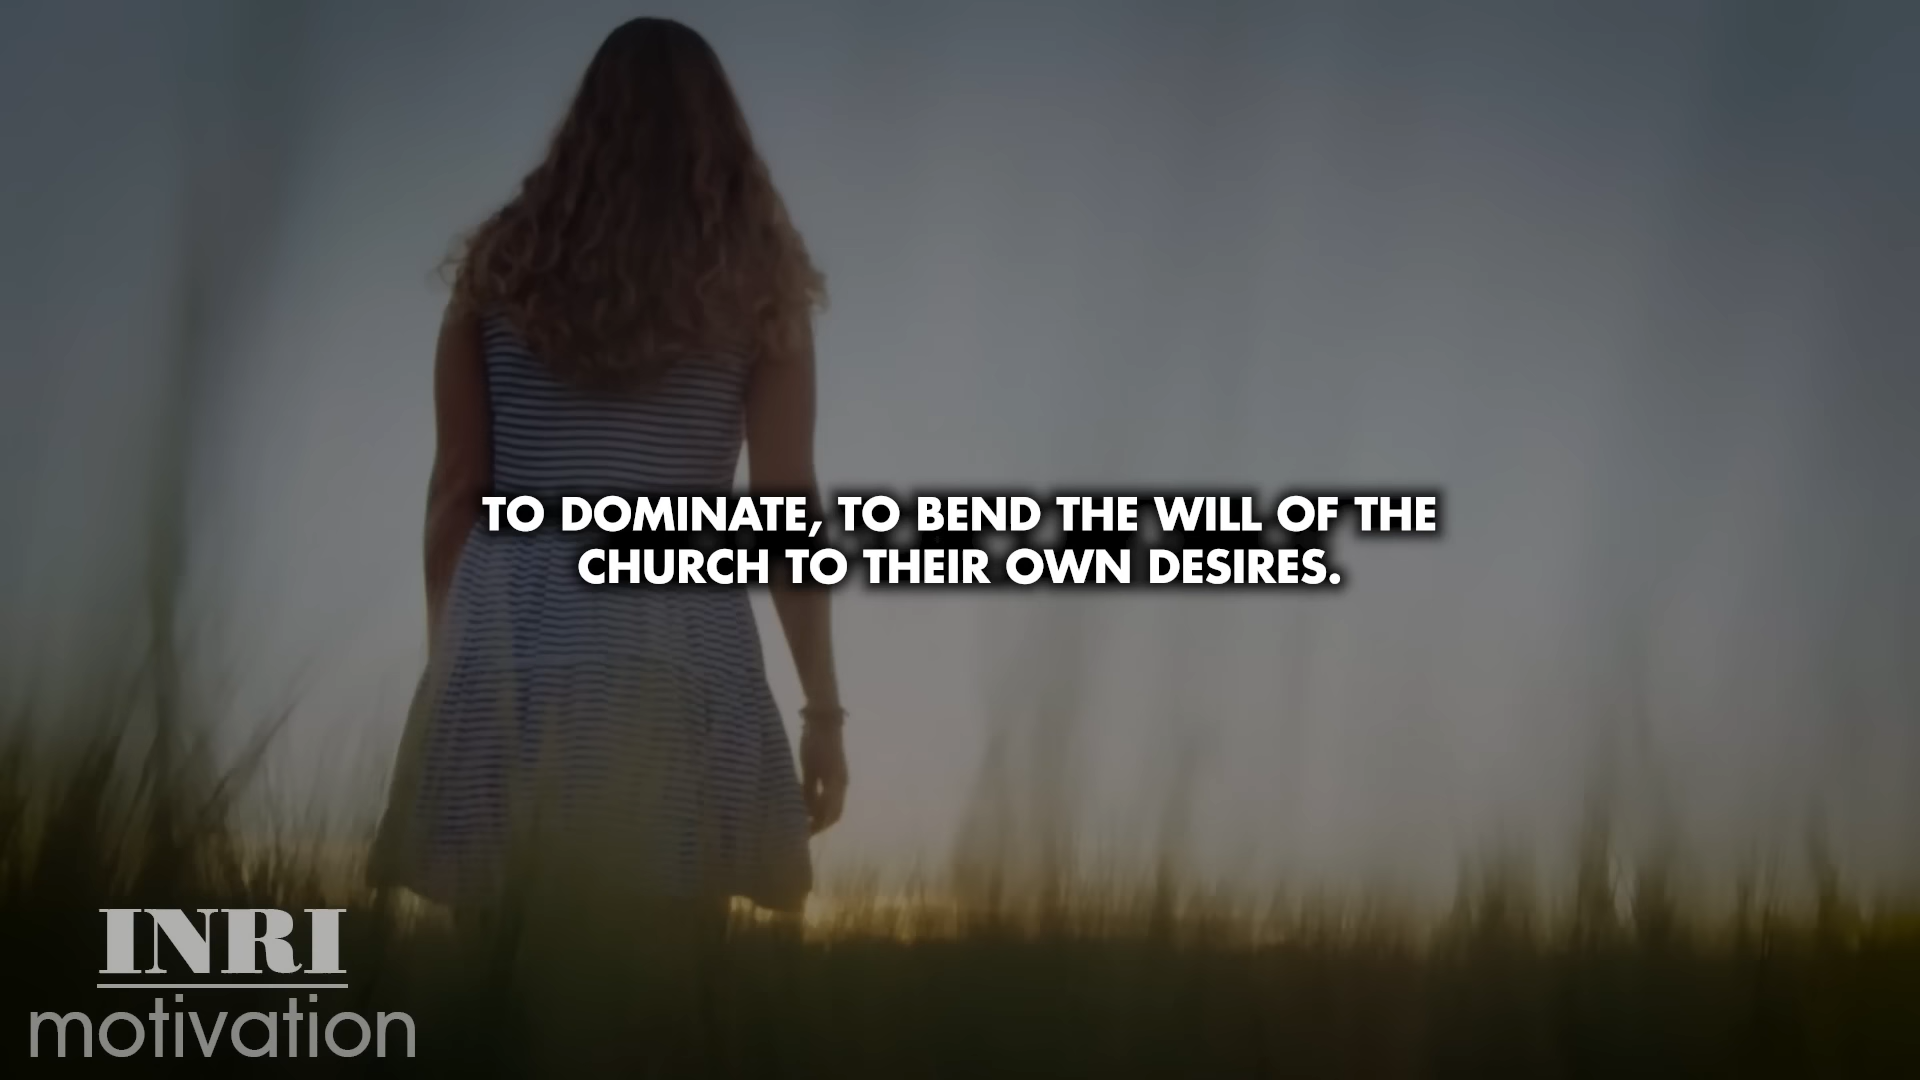 TO DOMINATE, TO BEND THE WILL OF THE
CHURCH TO THEIR OWN DESIRES.
INRI
motivation